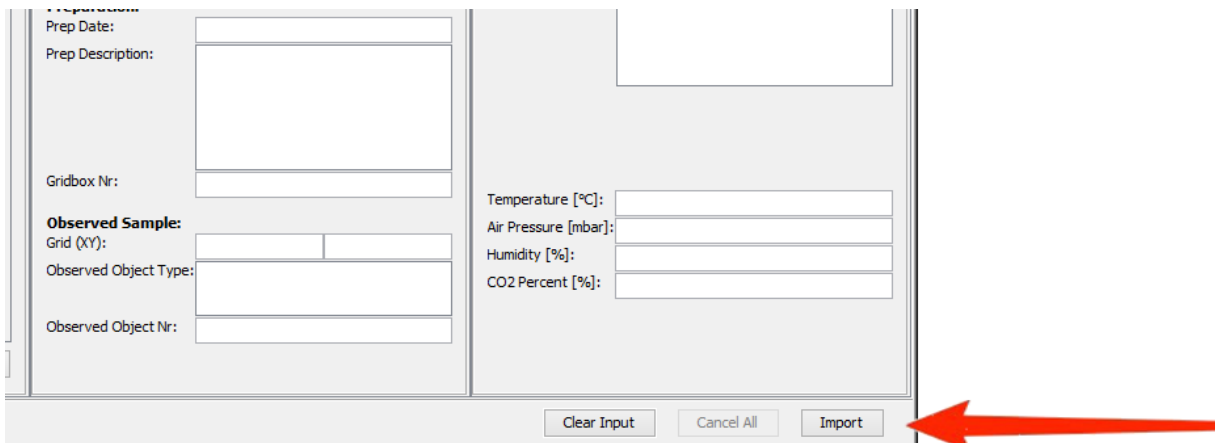 Preparation:
Prep Date:
Prep Description:
Gridbox Nr:
Observed Sample:
Grid (XY):
Observed Object Type:
Observed Object Nr:
Temperature [°C]:
Air Pressure [mbar]:
Humidity [%]:
CO2 Percent [%]:
Clear Input Cancel All Import